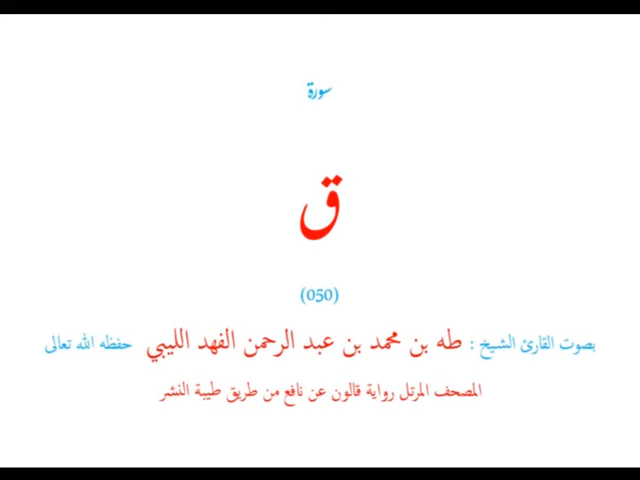 سورة
ق
(050)
بصوت القارئ الشيخ : طه بن محمد بن عبد الرحمن الفهد الليبي حفظه الله تعالى
المصحف المرتل رواية قالون عن نافع من طريق طيبة النشر